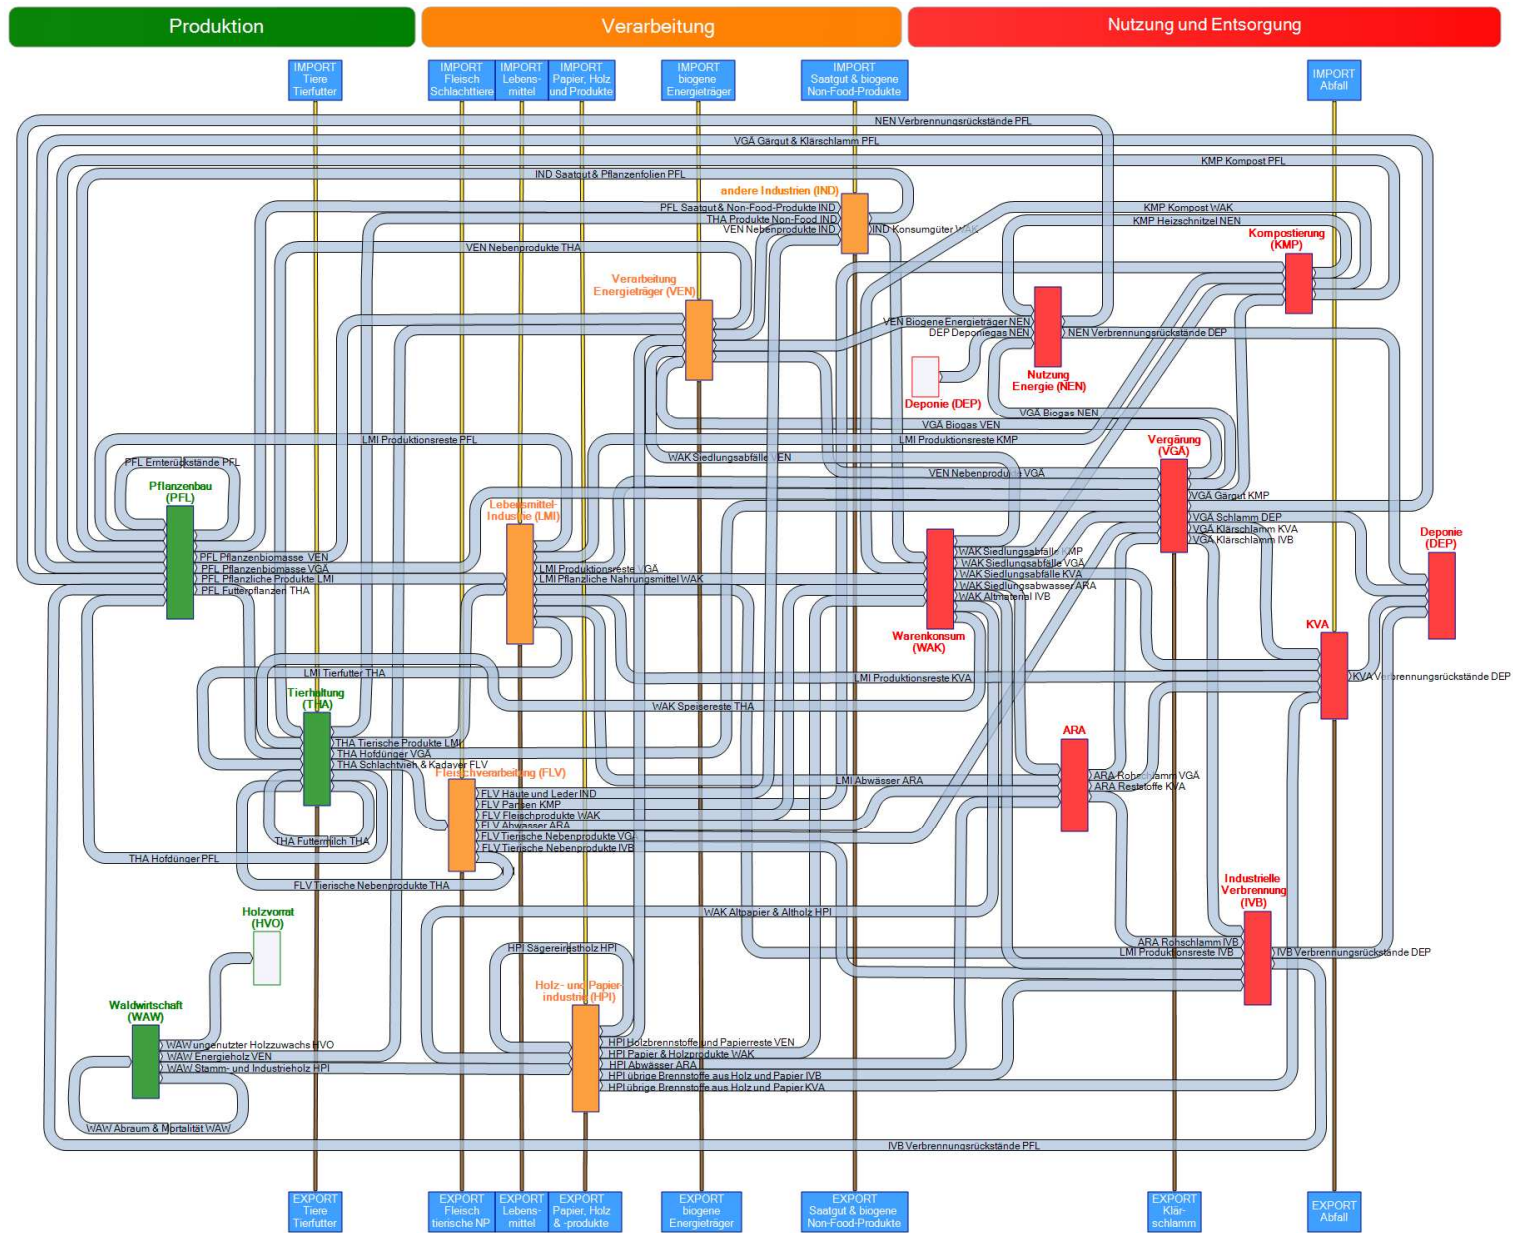 Produktion
Verarbeitung
Nutzung und Entsorgung
IMPORT
Tiere
Tierfutter
IMPORT
Fleisch
Schlachttiere
IMPORT
Lebens-
mittel
IMPORT
Papier, Holz
und Produkte
IMPORT
biogene
Energieträger
IMPORT
Saatgut & biogene
Non-Food-Produkte
IMPORT
Abfall
NEN Verbrennungsrückstände PFL
VGÄ Gärgut & Klärschlamm PFL
KMP Kompost PFL
IND Saatgut & Pflanzenfolien PFL
andere Industrien (IND)
PFL Saatgut & Non-Food-Produkte IND
THA Produkte Non-Food IND
VEN Nebenprodukte IND
IND Konsumgüter WAK
KMP Kompost WAK
KMP Heizschnitzel NEN
Kompostierung
(KMP)
VEN Nebenprodukte THA
Verarbeitung
Energieträger (VEN)
VEN Biogene Energieträger NEN
DEP Deponiegas NEN
NEN Verbrennungsrückstände DEP
Nutzung
Energie (NEN)
Deponie (DEP)
VGÄ Biogas NEN
VGÄ Biogas VEN
LMI Produktionsreste PFL
LMI Produktionsreste KMP
Vergärung
(VGÄ)
WAK Siedlungsabfälle VEN
PFL Ernterückstände PFL
VEN Nebenprodukte VGÄ
Pflanzenbau
(PFL)
Lebensmittel-
Industrie (LMI)
VGÄ Gärgut KMP
VGÄ Schlamm DEP
VGÄ Klärschlamm KVA
VGÄ Klärschlamm IVB
Deponie
(DEP)
PFL Pflanzenbiomasse VEN
PFL Pflanzenbiomasse VGÄ
PFL Pflanzliche Produkte LMI
PFL Futterpflanzen THA
LMI Produktionsreste VGÄ
LMI Pflanzliche Nahrungsmittel WAK
WAK Siedlungsabfälle KMP
WAK Siedlungsabfälle VGÄ
WAK Siedlungsabfälle KVA
WAK Siedlungsabwasser ARA
WAK Altmaterial IVB
Warenkonsum
(WAK)
KVA
LMI Tierfutter THA
LMI Produktionsreste KVA
KVA Verbrennungsrückstände DEP
Tierhaltung
(THA)
WAK Speisereste THA
THA Tierische Produkte LMI
THA Hofdünger VGÄ
THA Schlachtvieh & Kadaver FLV
ARA
Fleischverarbeitung (FLV)
LMI Abwässer ARA
ARA Rohschlamm VGÄ
ARA Reststoffe KVA
FLV Häute und Leder IND
FLV Pansen KMP
FLV Fleischprodukte WAK
FLV Abwasser ARA
FLV Tierische Nebenprodukte VGÄ
FLV Tierische Nebenprodukte IVB
THA Futtermilch THA
THA Hofdünger PFL
FLV Tierische Nebenprodukte THA
Industrielle
Verbrennung
(IVB)
WAK Altpapier & Altholz HPI
Holzvorrat
(HVO)
HPI Sägereirestholz HPI
ARA Rohschlamm IVB
LMI Produktionsreste IVB
IVB Verbrennungsrückstände DEP
Holz- und Papier-
industrie (HPI)
Waldwirtschaft
(WAW)
WAW ungenutzter Holzzuwachs HVO
WAW Energieholz VEN
WAW Stamm- und Industrieholz HPI
HPI Holzbrennstoffe und Papierreste VEN
HPI Papier & Holzprodukte WAK
HPI Abwässer ARA
HPI übrige Brennstoffe aus Holz und Papier IVB
HPI übrige Brennstoffe aus Holz und Papier KVA
WAW Abraum & Mortalität WAW
IVB Verbrennungsrückstände PFL
EXPORT
Tiere
Tierfutter
EXPORT
Fleisch
tierische NP
EXPORT
Lebens-
mittel
EXPORT
Papier, Holz
& -produkte
EXPORT
biogene
Energieträger
EXPORT
Saatgut & biogene
Non-Food-Produkte
EXPORT
Klär-
schlamm
EXPORT
Abfall